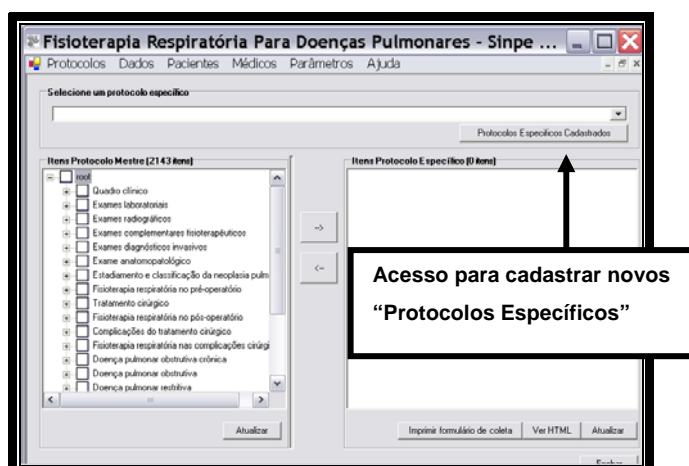 Fisioterapia Respiratória Para Doenças Pulmonares - Sinpe ...
Protocolos Dados Pacientes Médicos Parâmetros Ajuda
Selecione um protocolo específico
Protocolos Específicos Cadastrados
Itens Protocolo Mestre [2143 itens]
root
Quadro clínico
Exames laboratoriais
Exames radiográficos
Exames complementares fisioterapêuticos
Exames diagnósticos invasivos
Exame anatomopatológico
Estadiamento e classificação da neoplasia pulm
Fisioterapia respiratória no pré-operatório
Tratamento cirúrgico
Fisioterapia respiratória no pós-operatório
Complicações do tratamento cirúrgico
Fisioterapia respiratória nas complicações cirúrgi
Doença pulmonar obstrutiva crônica
Doença pulmonar obstrutiva
Doença pulmonar restritiva
Atualizar
-->
<--
Itens Protocolo Específico [0 itens]
Acesso para cadastrar novos
“Protocolos Específicos”
Imprimir formulário de coleta Ver HTML Atualizar
Fechar